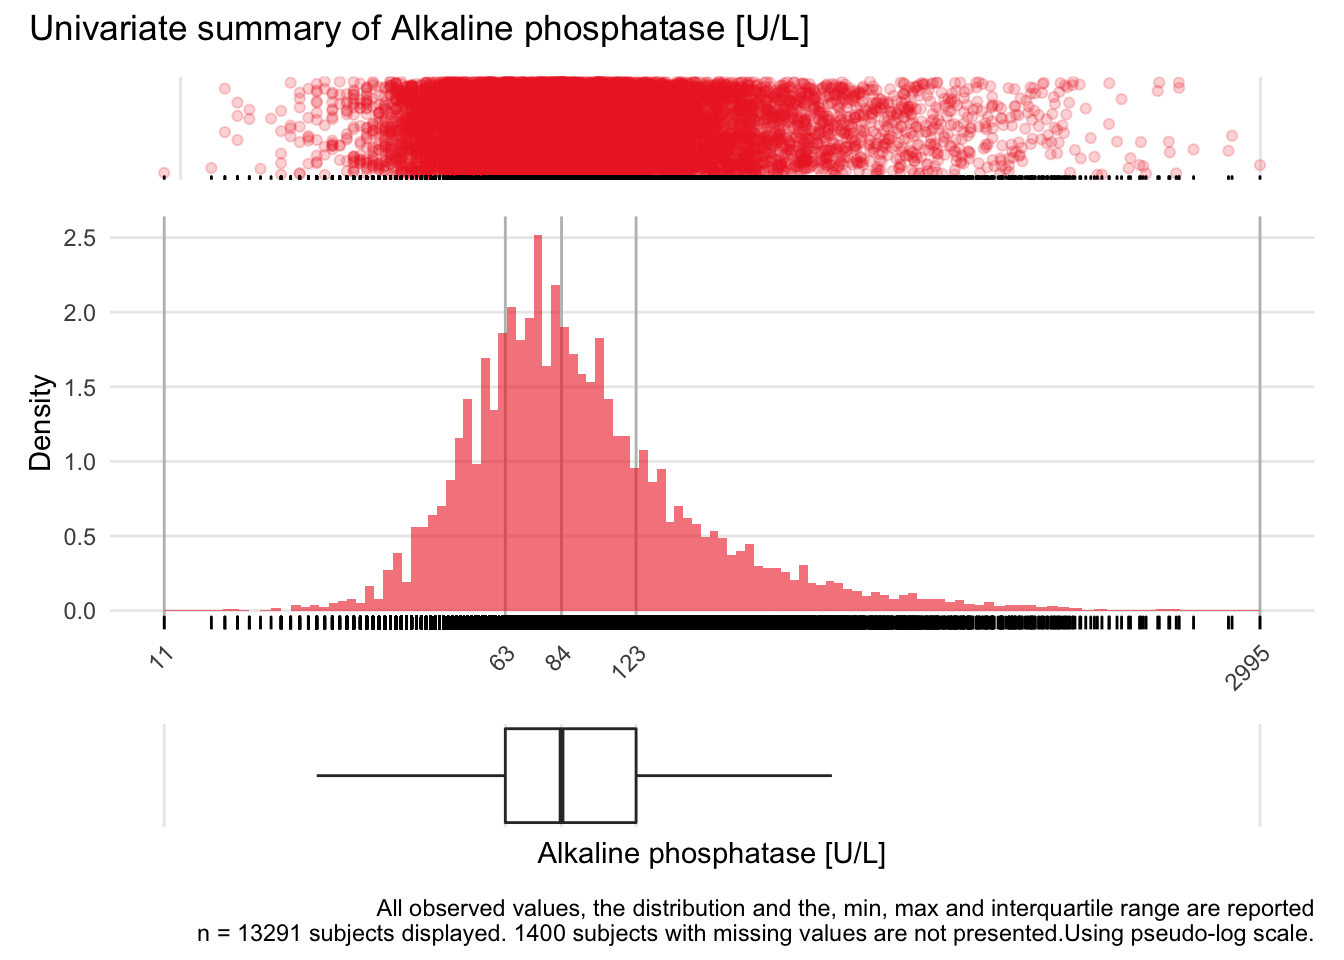 Univariate summary of Alkaline phosphatase [U/L]
2.5
2.0
1.5
1.0
0.5
0.0
Density
11
63
84
123
2995
Alkaline phosphatase [U/L]
All observed values, the distribution and the, min, max and interquartile range are reported
n = 13291 subjects displayed. 1400 subjects with missing values are not presented.Using pseudo-log scale.